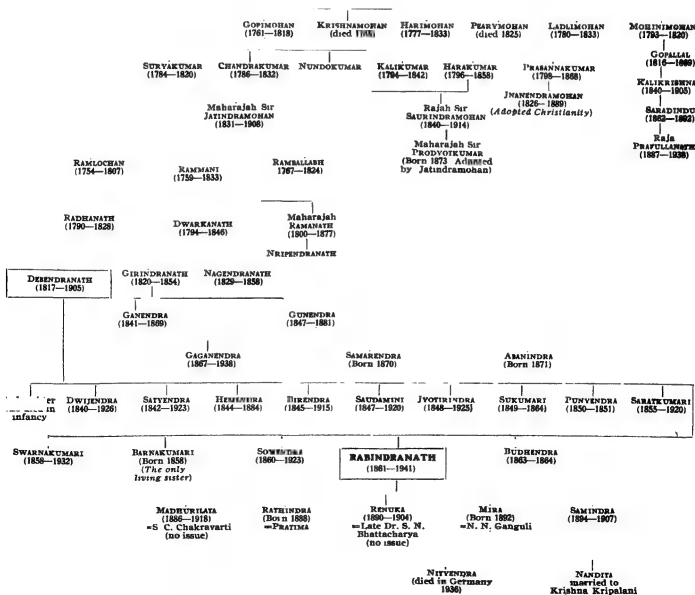 GOPIMOHAN KRISHNAMOHAN HARIMOHAN PEARYMOHAN LADLIMOHAN MOHINIMOHAN
(1761—1818) (died (1777—1833) (died 1825) (1780—1833) (1793—1820)
GOPALLAL
SURYAKUMAR CHANDRAKUMAR NUNDOKUMAR KALIKUMAR HARAKUMAR PRASANNAKUMAR (1816—
(1784—1820) (1786—1832) (1794—1842) (1796—1858) (1798—1868) KALIKRISHNA
JNANENDRAMOHAN (1840—1905)
Maharajah Sir Rajah Sir (1826—1889) SARADINDU
JATINDRAMOHAN SAURINDRAMOHAN (Adopted Christianity) (1862—1892)
(1831—1908) (1840—1914) Raja
Maharajah Sir PRAFULLANATH
PRODYOTKUMAR (1887—1938)
(Born 1873 Adopted
by Jatindramohan)
RAMLOCHAN RAMMANI RAMBALLABH
(1754—1807) (1759—1833) 1767—1824)
RADHANATH DWARKANATH Maharajah
(1790—1828) (1794—1846) RAMANATH
(1800—1877)
NRIPENDRANATH
DEBENDRANATH GIRINDRANATH NAGENDRANATH
(1817—1905) (1820—1854) (1829—1858)
GANENDRA GUNENDRA
(1841—1869) (1847—1881)
GAGANENDRA SAMARENDRA ABANINDRA
(1867—1938) (Born 1870) (Born 1871)
DWIJENDRA SATYENDRA HEMENDRA BIRENDRA SAUDAMINI JYOTIRINDRA SUKUMARI PUNYENDRA SARATKUMARI
in (1840—1926) (1842—1923) (1844—1884) (1845—1915) (1847—1920) (1848—1925) (1849—1864) (1850—1851) (1855—1920)
infancy
SWARNAKUMARI BARNAKUMARI SOMENDRA RABINDRANATH BUDHENDRA
(1858—1932) (Born 1858) (1860—1923) (1861—1941) (1863—1864)
(The only
living sister)
MADHURILATA RATHINDRA RENUKA MIRA SAMINDRA
(1886—1918) (Born 1888) (1890—1904) (Born 1892) (1894—1907)
=S C. Chakravarti =PRATIMA =Late Dr. S. N. =N. N. Ganguli
(no issue) Bhattacharya
(no issue)
NITYENDRA NANDITA
(died in Germany married to
1936) Krishna Kripalani